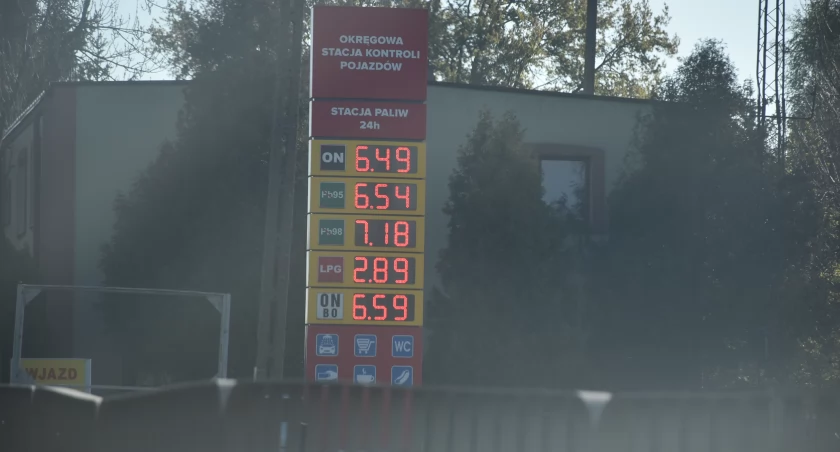 OKRĘGOWA
STACJA KONTROLI
POJAZDÓW
STACJA PALIW
24h
ON 6.49
Pb95 6.54
Pb98 7.18
LPG 2.89
ON
BO 6.59
WC
WJAZD